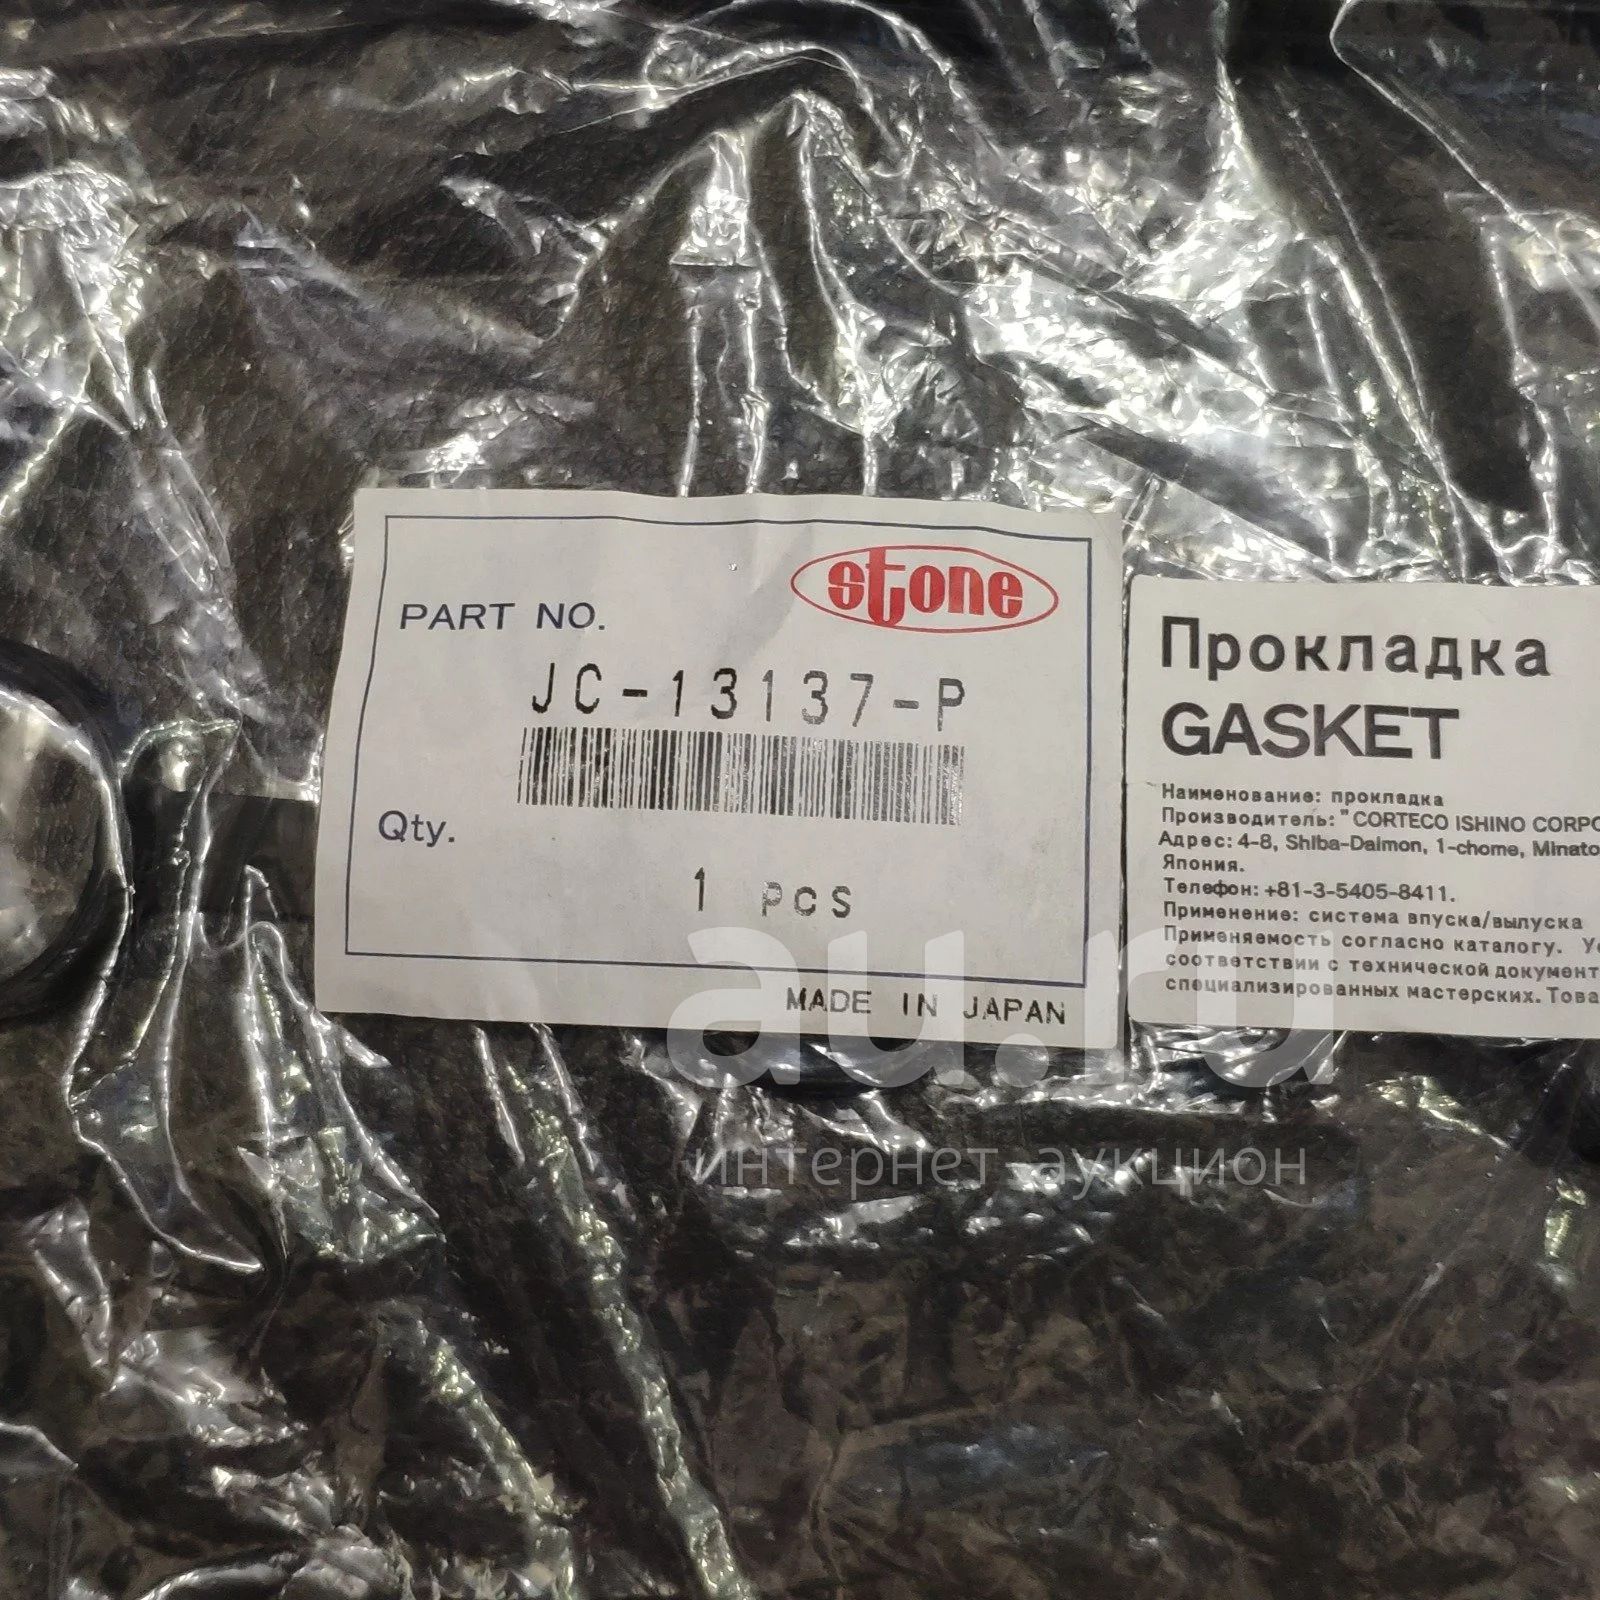 stone
PART NO.
JC-13137-P
Qty.
1 PCS
MADE IN JAPAN
Прокладка
GASKET
Наименование: прокладка
Производитель: "CORTECO ISHINO
Адрес: 4-8, Shiba-Daimon, 1-chome, Minato
Япония.
Телефон: +81-3-5405-8411.
Применение: система впуска/выпуска
Применяемость согласно каталогу.
соответствии с технической
специализированных мастерских.
au.ru
интернет аукцион